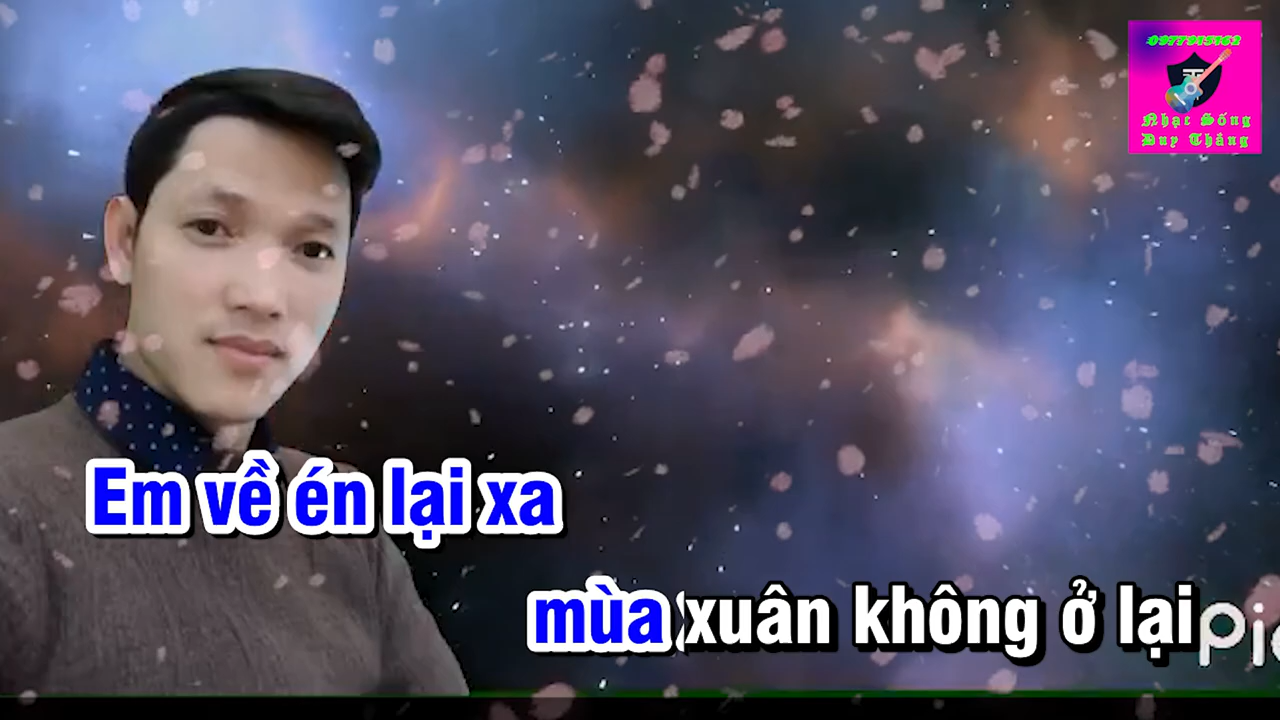 Nhạc Sống
Duy Thắng
Em về én lại xa
mùa xuân không ở lại